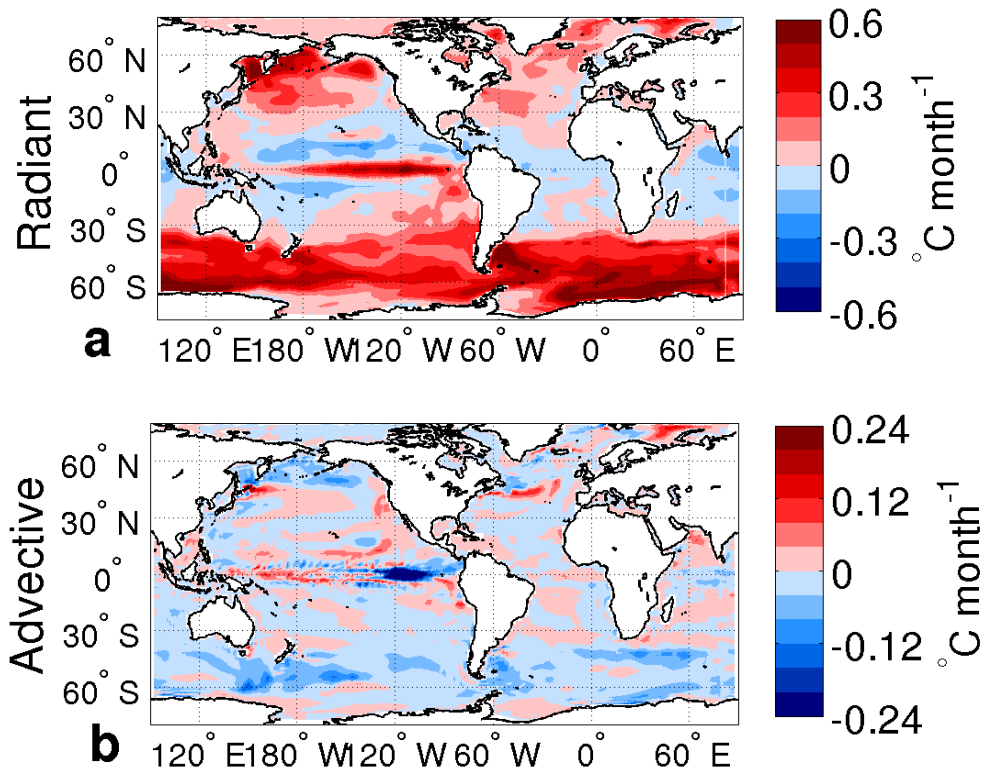 Radiant
60° N
30° N
0°
30° S
60° S
120° E180° W120° W 60° W 0° 60° E
0.6
0.3
0
-0.3
-0.6
°C month-1
a
Advective
60° N
30° N
0°
30° S
60° S
120° E180° W120° W 60° W 0° 60° E
0.24
0.12
0
-0.12
-0.24
°C month-1
b